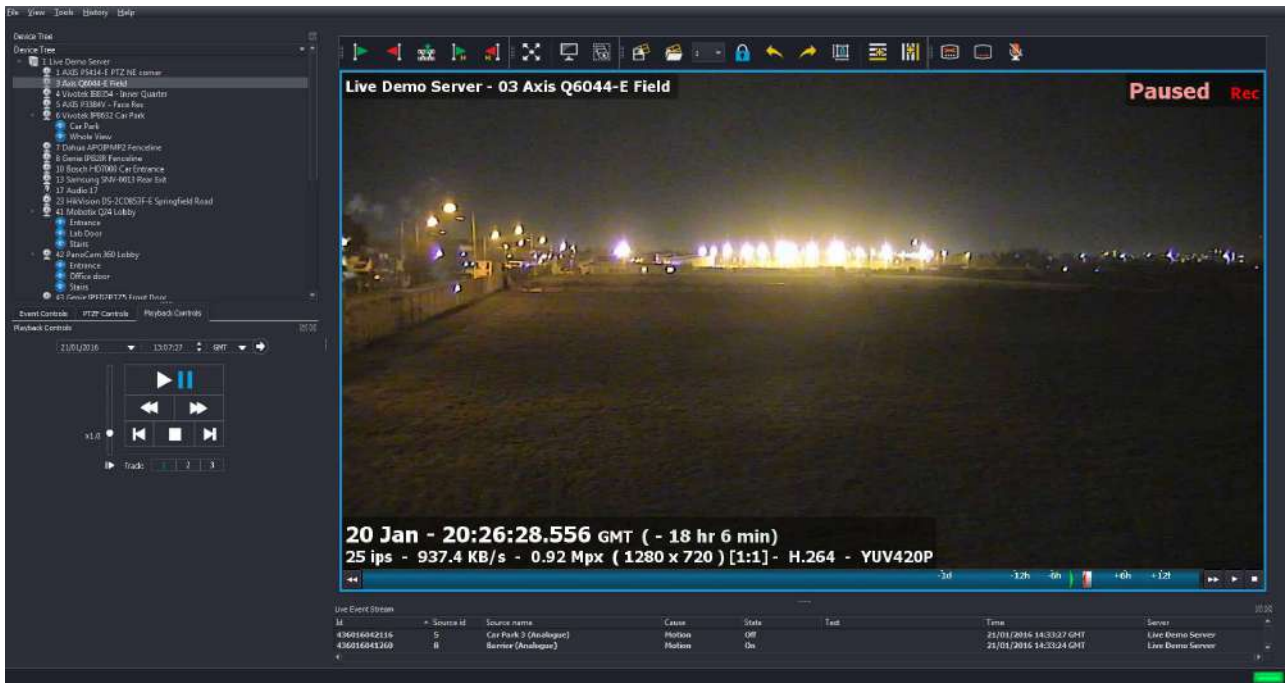 File View Tools History Help
Device Tree
Device Tree
1 Live Demo Server
1 AXIS P5414-E PTZ NE corner
3 Axis Q6044-E Field
4 Vivotek IB8354 - Inner Quarter
5 AXIS P3384V - Face Rec
6 Vivotek IP8632 Car Park
Car Park
Whole View
7 Dahua APOIPMP2 Fenceline
8 Genie IPB2IR Fenceline
10 Bosch HD7000 Car Entrance
13 Samsung SNV-6013 Rear Exit
17 Audio 17
23 HikVision DS-2CD853F-E Springfield Road
41 Mobotix Q24 Lobby
Entrance
Lab Door
Stairs
42 PanoCam 360 Lobby
Entrance
Office door
Stairs
Event Controls PTZF Controls Playback Controls
Playback Controls
21/01/2016 13:07:27 GMT
x1.0
Track: 1 2 3
1
Live Demo Server - 03 Axis Q6044-E Field
Paused Rec
20 Jan - 20:26:28.556 GMT ( - 18 hr 6 min)
25 ips - 937.4 KB/s - 0.92 Mpx ( 1280 x 720 ) [1:1] - H.264 - YUV420P
-1d -12h -6h +6h +12h
Live Event Stream
Id Source id Source name Cause State Text Time Server
436016042116 5 Car Park 3 (Analogue) Motion Off 21/01/2016 14:33:27 GMT Live Demo Server
436016041260 8 Barrier (Analogue) Motion On 21/01/2016 14:33:24 GMT Live Demo Server